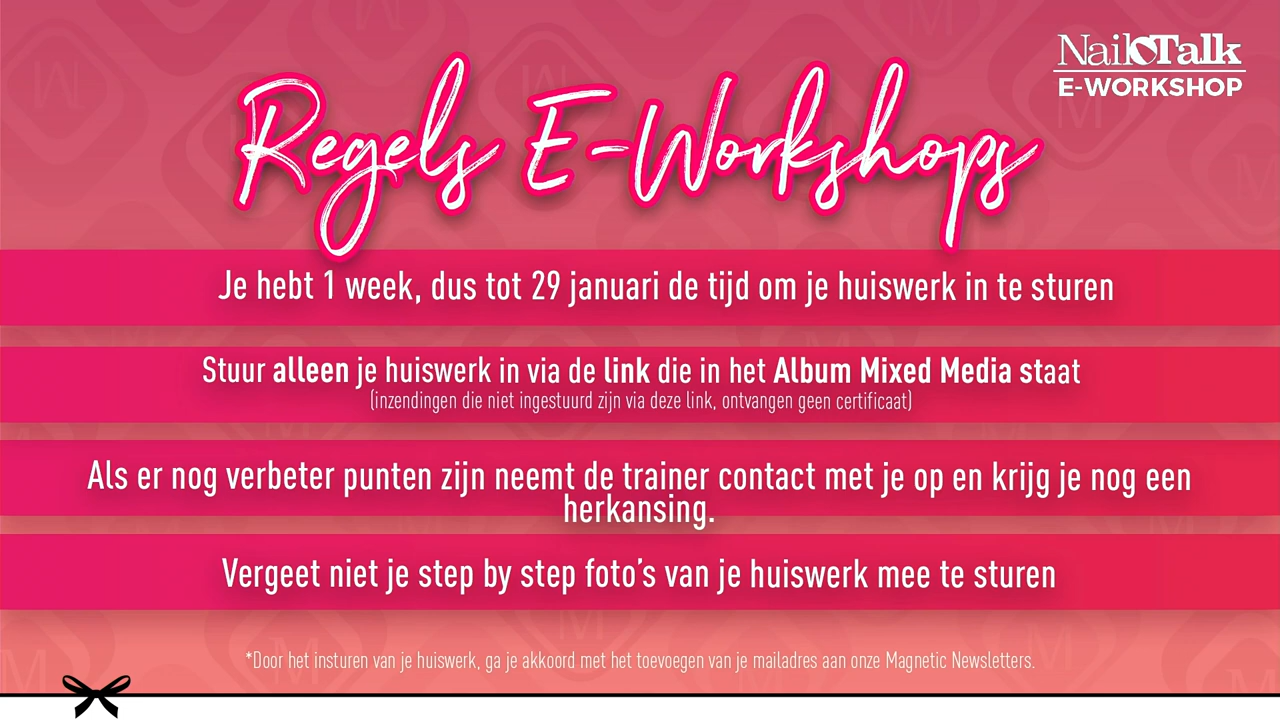 Nail Talk
E-WORKSHOP
Regels E-Workshops
Je hebt 1 week, dus tot 29 januari de tijd om je huiswerk in te sturen
Stuur alleen je huiswerk in via de link die in het Album Mixed Media staat
(inzendingen die niet ingestuurd zijn via deze link, ontvangen geen certificaat)
Als er nog verbeter punten zijn neemt de trainer contact met je op en krijg je nog een
herkansing.
Vergeet niet je step by step foto's van je huiswerk mee te sturen
*Door het insturen van je huiswerk, ga je akkoord met het toevoegen van je mailadres aan onze Magnetic Newsletters.